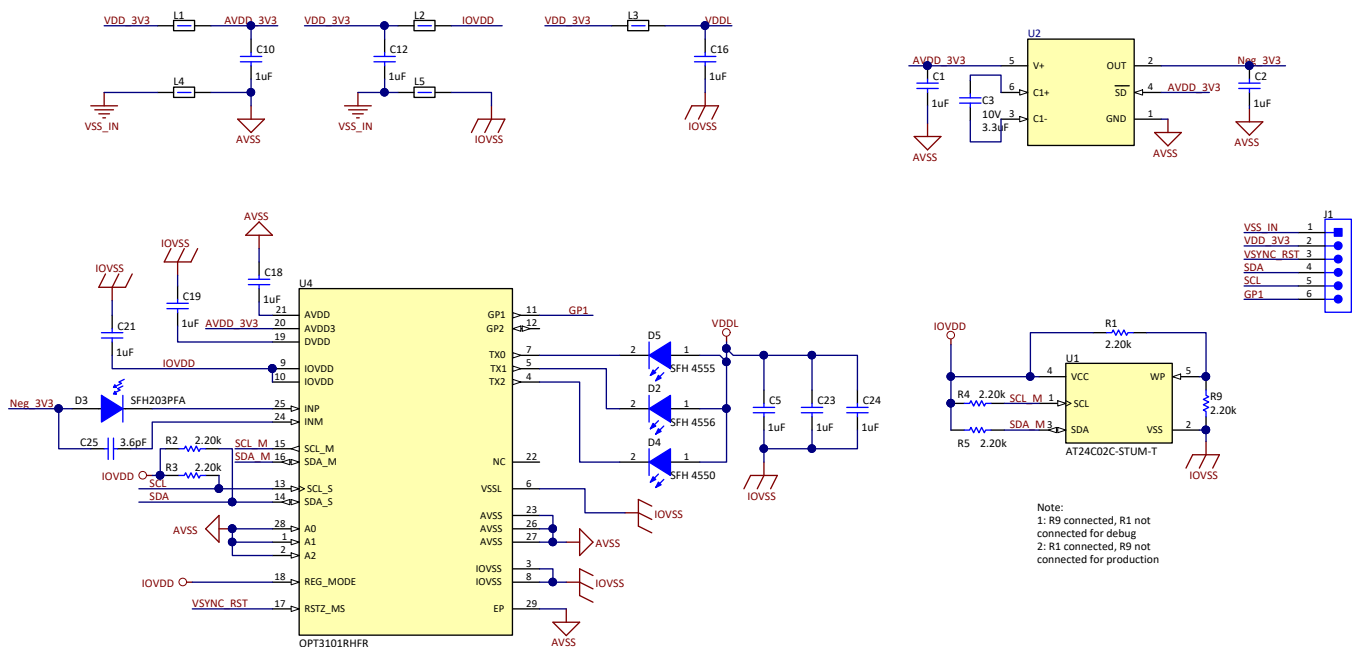 VDD_3V3 L1 AVDD_3V3
C10
1uF
L4
VSS_IN
AVSS
VDD_3V3 L2 IOVDD
C12
1uF
L5
VSS_IN
IOVSS
VDD_3V3 L3 VDDL
C16
1uF
IOVSS
U2
AVDD_3V3 5 V+ OUT 2 Neg_3V3
C1
1uF
6 C1+ SD 4 AVDD_3V3
C2
1uF
C3
10V
3.3uF
3 C1- GND 1
AVSS
AVSS
AVSS
J1
VSS_IN 1
VDD_3V3 2
VSYNC_RST 3
SDA 4
SCL 5
GP1 6
AVSS
IOVSS
IOVSS
C18
1uF
C19
1uF
C21
1uF
U4
21 AVDD
AVDD_3V3 20 AVDD3
19 DVDD
IOVDD 9 IOVDD
10 IOVDD
Neg_3V3 D3 SFH203PFA 25 INP
24 INM
C25 3.6pF
R2 2.20k SCL_M 15 SCL_M
SDA_M 16 SDA_M
IOVDD R3 2.20k
SCL 13 SCL_S
SDA 14 SDA_S
AVSS 28 A0
1 A1
2 A2
IOVDD 18 REG_MODE
VSYNC_RST 17 RSTZ_MS
GP1 11 GP1
GP2 12
TX0 7
TX1 5
TX2 4
NC 22
VSSL 6
IOVSS
AVSS 23
AVSS 26
AVSS 27
AVSS
IOVSS 3
IOVSS 8
IOVSS
EP 29
AVSS
OPT3101RHFR
VDDL
D5
2 1
SFH 4555
D2
2 1
SFH 4556
D4
2 1
SFH 4550
C5
1uF
C23
1uF
C24
1uF
IOVSS
IOVDD
R1
2.20k
U1
4 VCC WP 5
R4 2.20k SCL_M 1 SCL
R9
2.20k
R5 2.20k SDA_M 3 SDA VSS 2
AT24C02C-STUM-T
IOVSS
Note:
1: R9 connected, R1 not
connected for debug
2: R1 connected, R9 not
connected for production